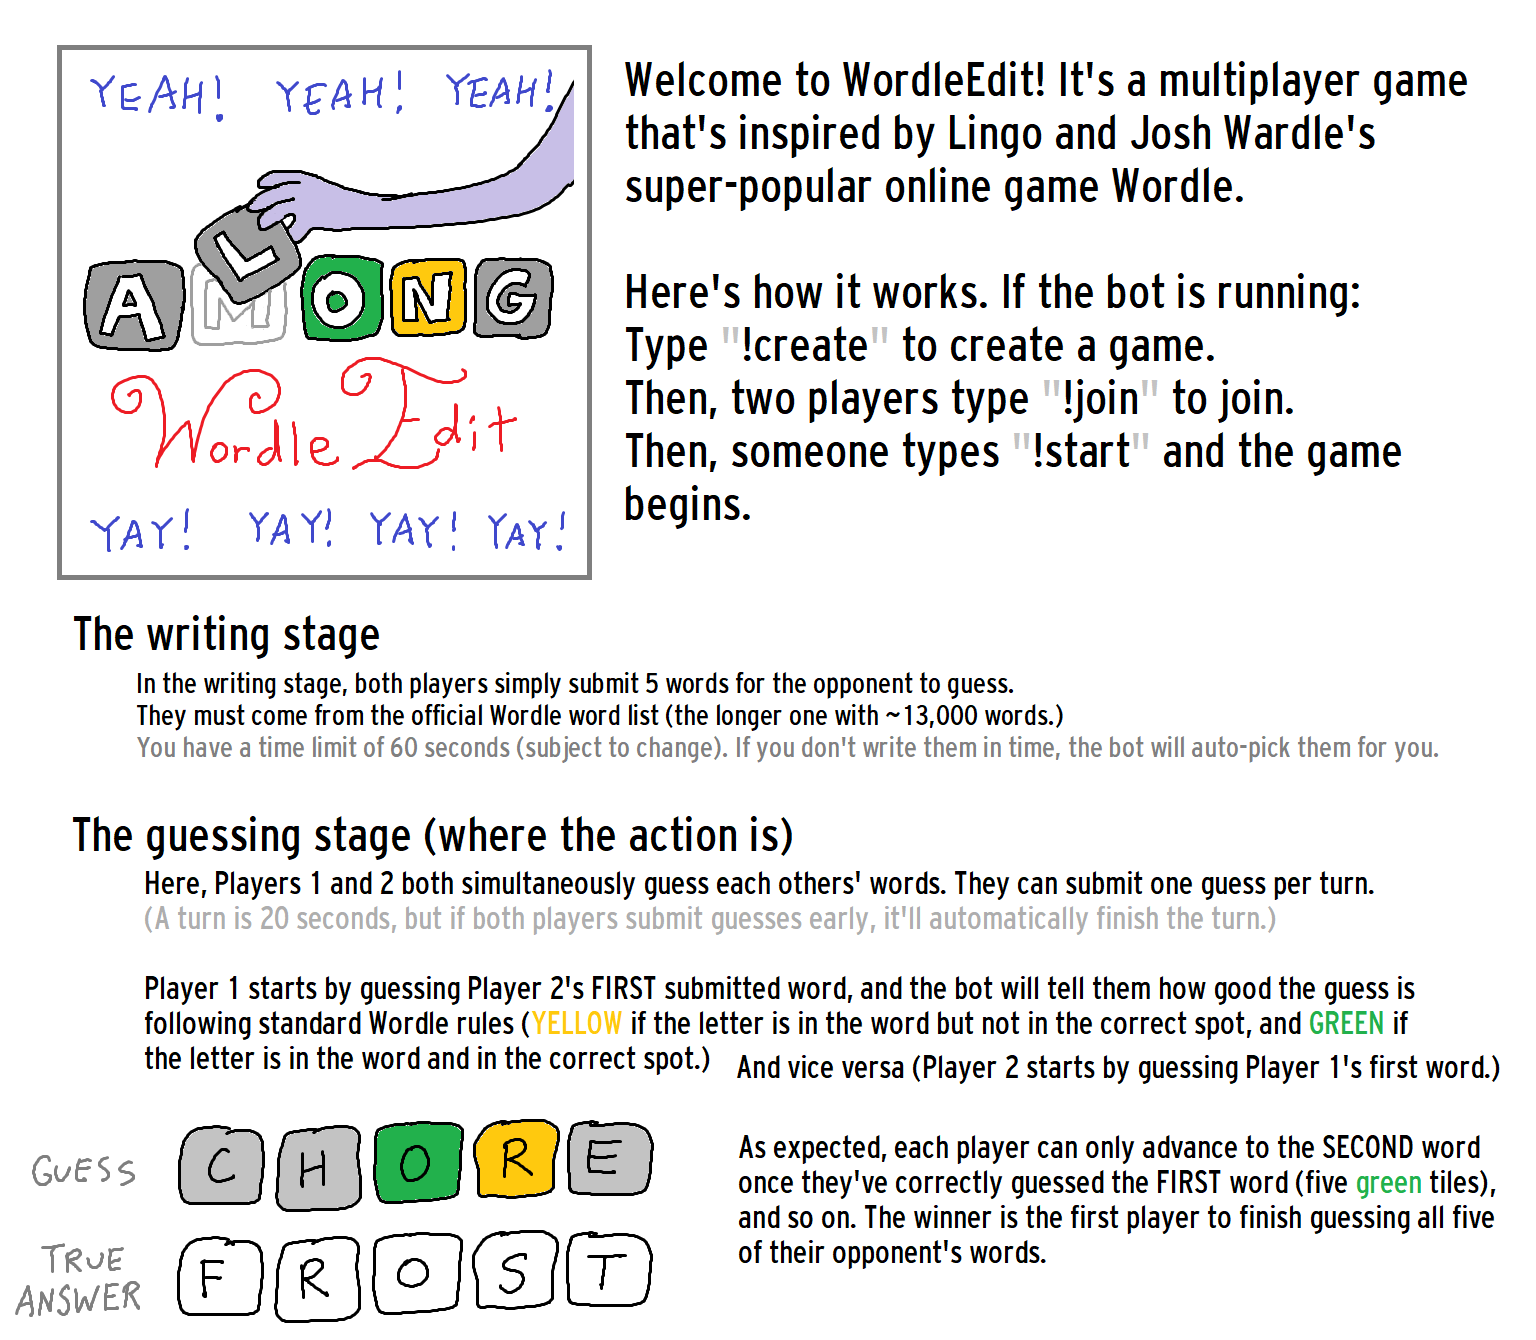 YEAH! YEAH! YEAH!
A L M O N G
Wordle Edit
YAY! YAY! YAY! YAY!
Welcome to WordleEdit! It's a multiplayer game
that's inspired by Lingo and Josh Wardle's
super-popular online game Wordle.
Here's how it works. If the bot is running:
Type "!create" to create a game.
Then, two players type "!join" to join.
Then, someone types "!start" and the game
begins.
The writing stage
In the writing stage, both players simply submit 5 words for the opponent to guess.
They must come from the official Wordle word list (the longer one with ~13,000 words.)
You have a time limit of 60 seconds (subject to change). If you don't write them in time, the bot will auto-pick them for you.
The guessing stage (where the action is)
Here, Players 1 and 2 both simultaneously guess each others' words. They can submit one guess per turn.
(A turn is 20 seconds, but if both players submit guesses early, it'll automatically finish the turn.)
Player 1 starts by guessing Player 2's FIRST submitted word, and the bot will tell them how good the guess is
following standard Wordle rules (YELLOW if the letter is in the word but not in the correct spot, and GREEN if
the letter is in the word and in the correct spot.)
And vice versa (Player 2 starts by guessing Player 1's first word.)
GUESS C H O R E
TRUE
ANSWER F R O S T
As expected, each player can only advance to the SECOND word
once they've correctly guessed the FIRST word (five green tiles),
and so on. The winner is the first player to finish guessing all five
of their opponent's words.